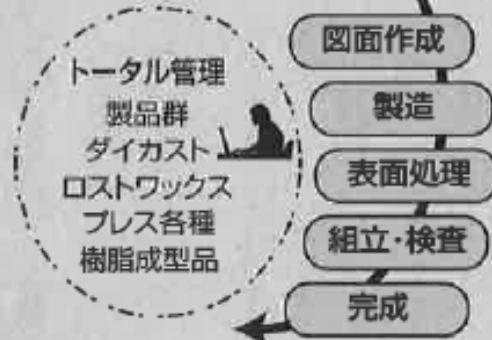 トータル管理
製品群
ダイカスト
ロストワックス
プレス各種
樹脂成型品
図面作成
製造
表面処理
組立・検査
完成